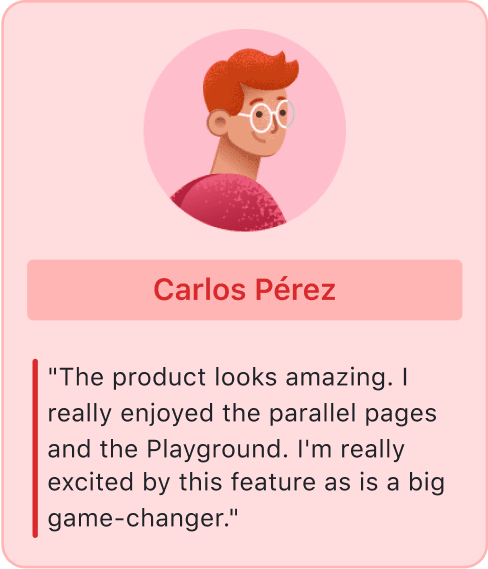 Carlos Pérez
"The product looks amazing. I
really enjoyed the parallel pages
and the Playground. I'm really
excited by this feature as is a big
game-changer."